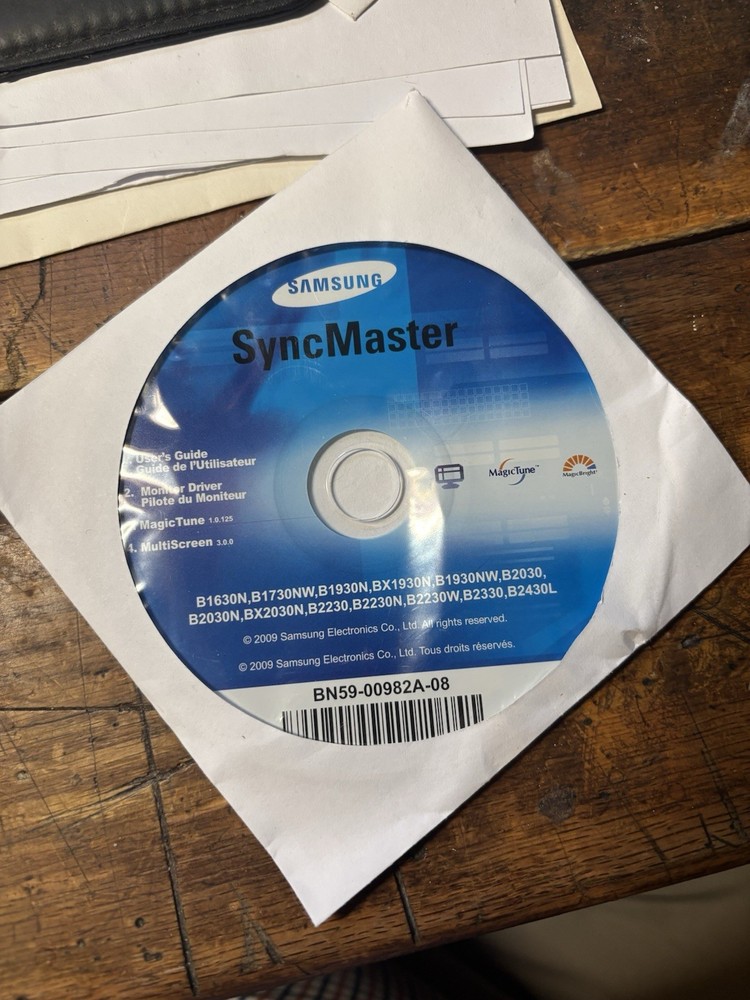 SAMSUNG
SyncMaster
User's Guide
Guide de l'Utilisateur
2. Monitor Driver
Pilote du Moniteur
MagicTune 1.0.125
4. MultiScreen 3.0.0
MagicTune™
MagicBright³
B1630N,B1730NW,B1930N,BX1930N,B1930NW,B2030,
B2030N,BX2030N,B2230,B2230N,B2230W,B2330,B2430L
© 2009 Samsung Electronics Co., Ltd. All rights reserved.
© 2009 Samsung Electronics Co., Ltd. Tous droits réservés.
BN59-00982A-08